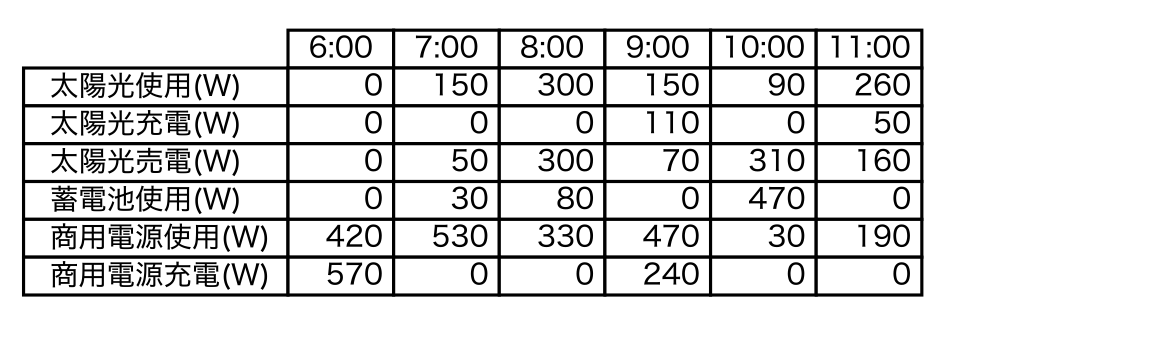 6:00 7:00 8:00 9:00 10:00 11:00
太陽光使用(W) 0 150 300 150 90 260
太陽光充電(W) 0 0 0 110 0 50
太陽光売電(W) 0 50 300 70 310 160
蓄電池使用(W) 0 30 80 0 470 0
商用電源使用(W) 420 530 330 470 30 190
商用電源充電(W) 570 0 0 240 0 0